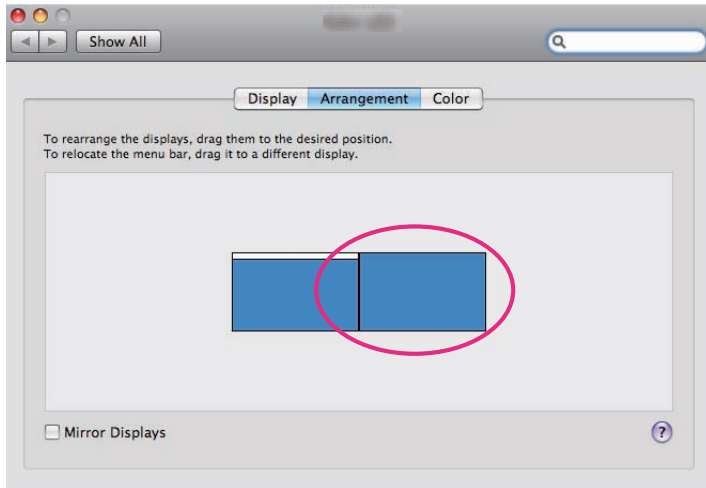 Show All
Display Arrangement Color
To rearrange the displays, drag them to the desired position.
To relocate the menu bar, drag it to a different display.
Mirror Displays
?